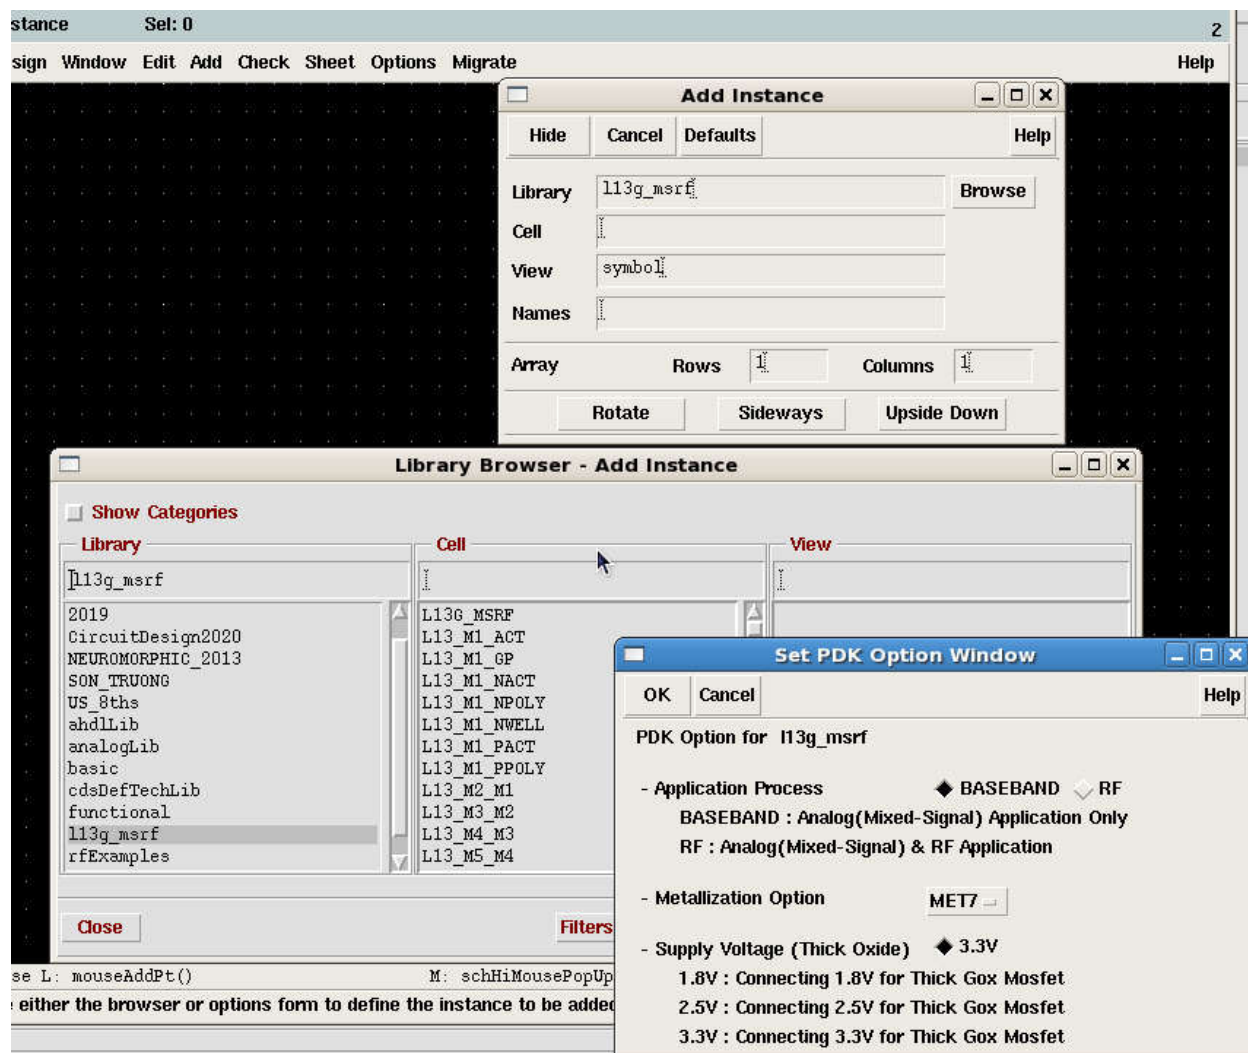 stance Sel: 0 2
sign Window Edit Add Check Sheet Options Migrate Help
Add Instance
Hide Cancel Defaults Help
Library l13g_msrf Browse
Cell
View symbol
Names
Array Rows 1 Columns 1
Rotate Sideways Upside Down
Library Browser - Add Instance
Show Categories
Library Cell View
l13g_msrf
2019
CircuitDesign2020
NEUROMORPHIC_2013
SON_TRUONG
US_8ths
ahdlLib
analogLib
basic
cdsDefTechLib
functional
l13g_msrf
rfExamples
L13G_MSRF
L13_M1_ACT
L13_M1_GP
L13_M1_NACT
L13_M1_NPOLY
L13_M1_NWELL
L13_M1_PACT
L13_M1_PPOLY
L13_M2_M1
L13_M3_M2
L13_M4_M3
L13_M5_M4
Close Filters
Set PDK Option Window
OK Cancel Help
PDK Option for l13g_msrf
- Application Process BASEBAND RF
BASEBAND : Analog(Mixed-Signal) Application Only
RF : Analog(Mixed-Signal) & RF Application
- Metallization Option MET7
- Supply Voltage (Thick Oxide) 3.3V
1.8V : Connecting 1.8V for Thick Gox Mosfet
2.5V : Connecting 2.5V for Thick Gox Mosfet
3.3V : Connecting 3.3V for Thick Gox Mosfet
se L: mouseAddPt() M: schHiMousePopUp
either the browser or options form to define the instance to be added